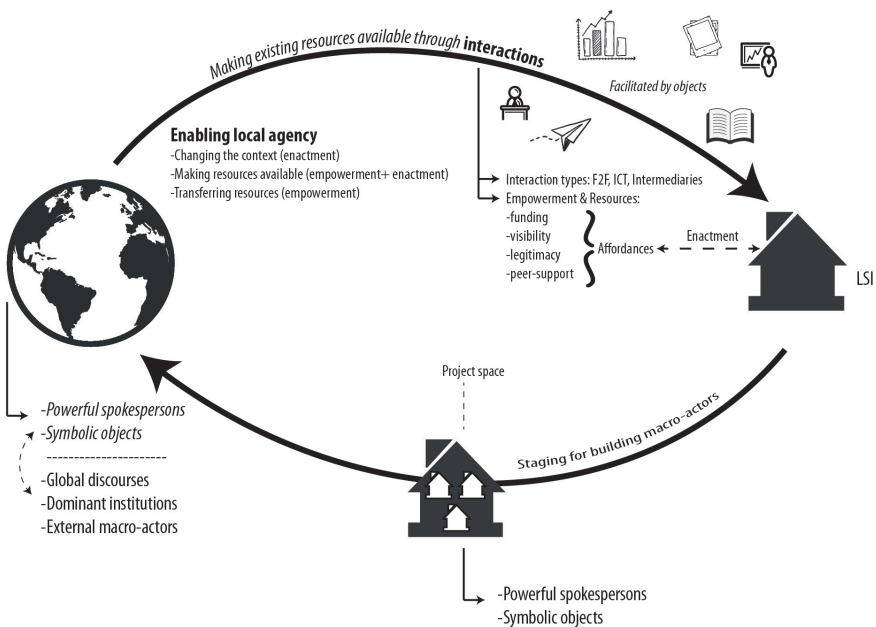 Making existing resources available through interactions
Facilitated by objects
Enabling local agency
-Changing the context (enactment)
-Making resources available (empowerment+ enactment)
-Transferring resources (empowerment)
Interaction types: F2F, ICT, Intermediaries
Empowerment & Resources:
-funding
-visibility
-legitimacy
-peer-support
Affordances
Enactment
LSI
Project space
Staging for building macro-actors
-Powerful spokespersons
-Symbolic objects
-Global discourses
-Dominant institutions
-External macro-actors
-Powerful spokespersons
-Symbolic objects